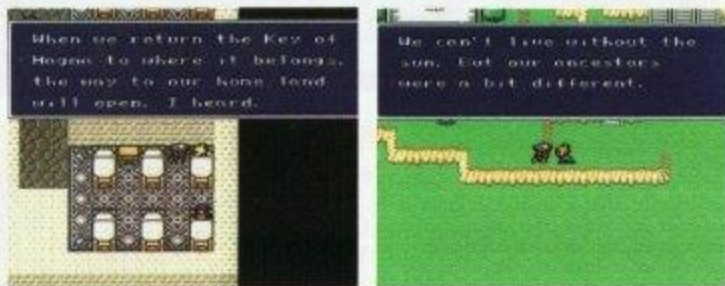 When we return the Key of
Magma to where it belongs,
the way to our home land
will open, I heard.
We can't live without the
sun, but our ancestors
were a bit different.